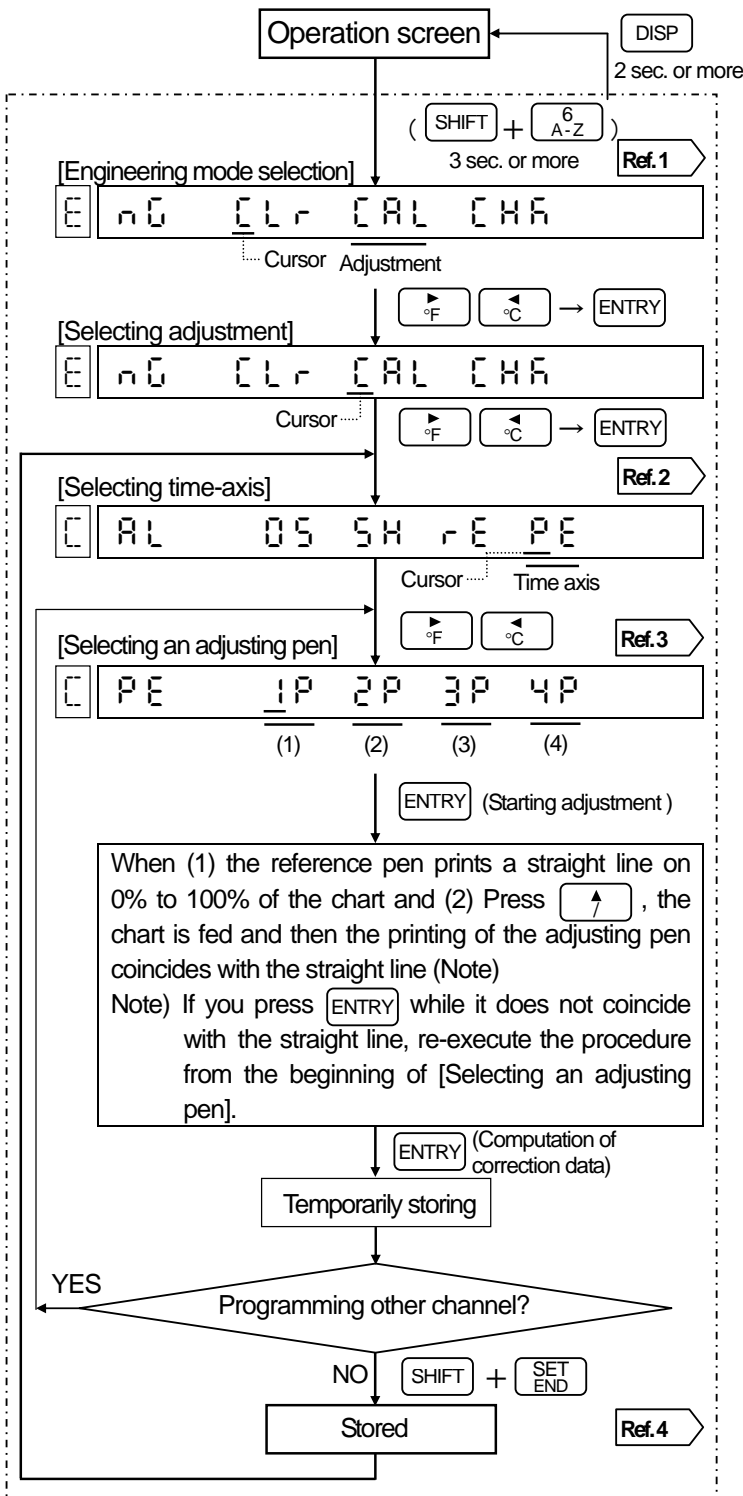 Operation screen
DISP
2 sec. or more
( SHIFT + 6 A-Z )
3 sec. or more
Ref.1
[Engineering mode selection]
E nG CLr CAL CHK
Cursor Adjustment
► °F ◄ °C → ENTRY
[Selecting adjustment]
E nG CLr CAL CHK
Cursor
► °F ◄ °C → ENTRY
Ref.2
[Selecting time-axis]
C AL 0S SH rE PE
Cursor Time axis
► °F ◄ °C
Ref.3
[Selecting an adjusting pen]
C PE 1P 2P 3P 4P
(1) (2) (3) (4)
ENTRY (Starting adjustment )
When (1) the reference pen prints a straight line on
0% to 100% of the chart and (2) Press ▲ / , the
chart is fed and then the printing of the adjusting pen
coincides with the straight line (Note)
Note) If you press ENTRY while it does not coincide
with the straight line, re-execute the procedure
from the beginning of [Selecting an adjusting
pen].
ENTRY (Computation of
correction data)
Temporarily storing
YES
Programming other channel?
NO SHIFT + SET END
Stored
Ref.4